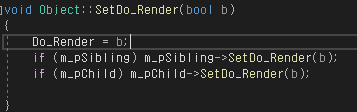 void Object::SetDo_Render(bool b)
{
Do_Render = b;
if (m_pSibling) m_pSibling->SetDo_Render(b);
if (m_pChild) m_pChild->SetDo_Render(b);
}